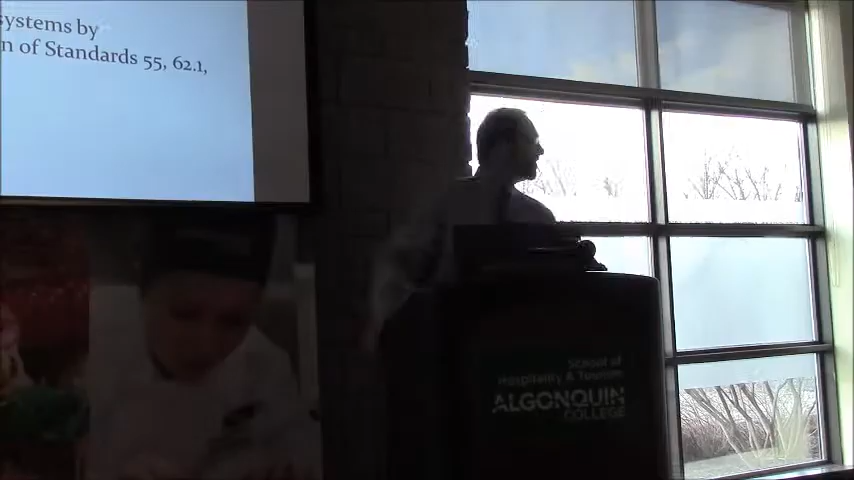 systems by
n of Standards 55, 62.1,
School of
Hospitality & Tourism
ALGONQUIN
COLLEGE